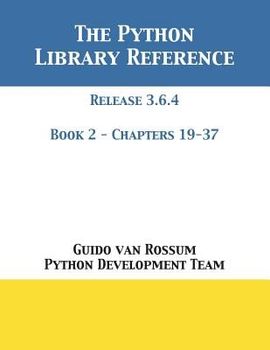 The Python
Library Reference
Release 3.6.4
Book 2 - Chapters 19-37
Guido van Rossum
Python Development Team